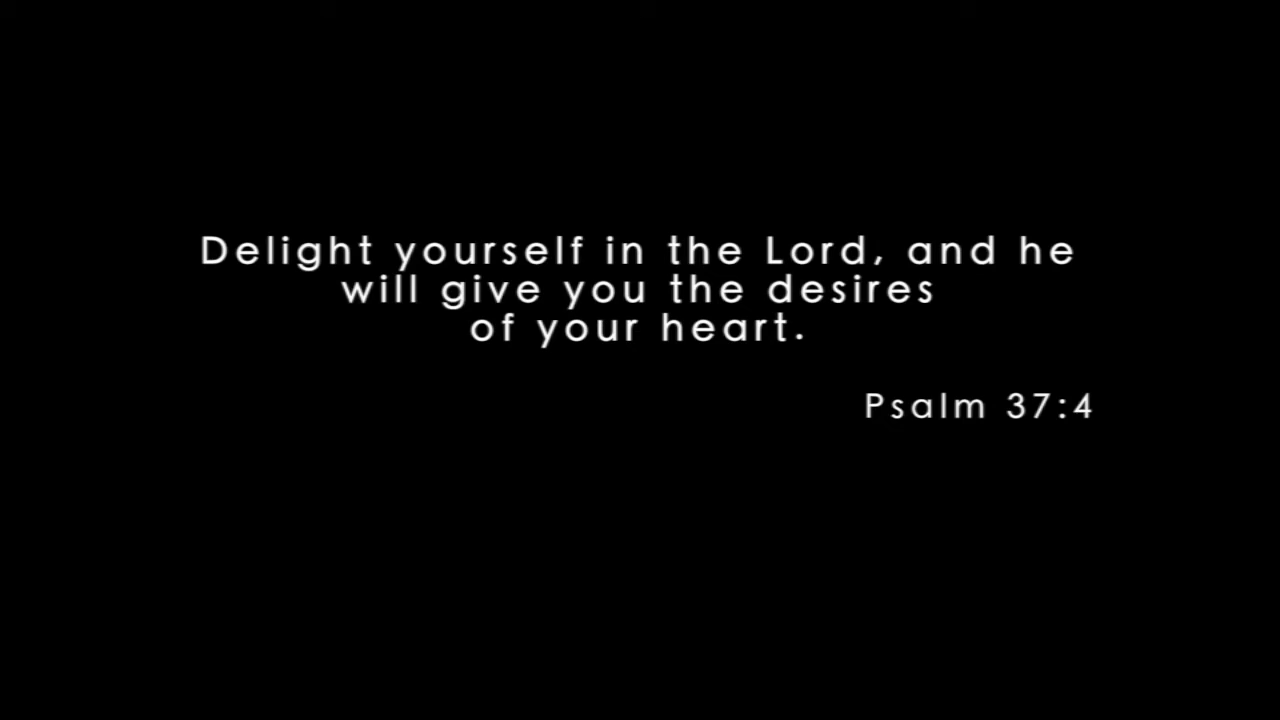 Delight yourself in the Lord, and he
will give you the desires
of your heart.
Psalm 37:4